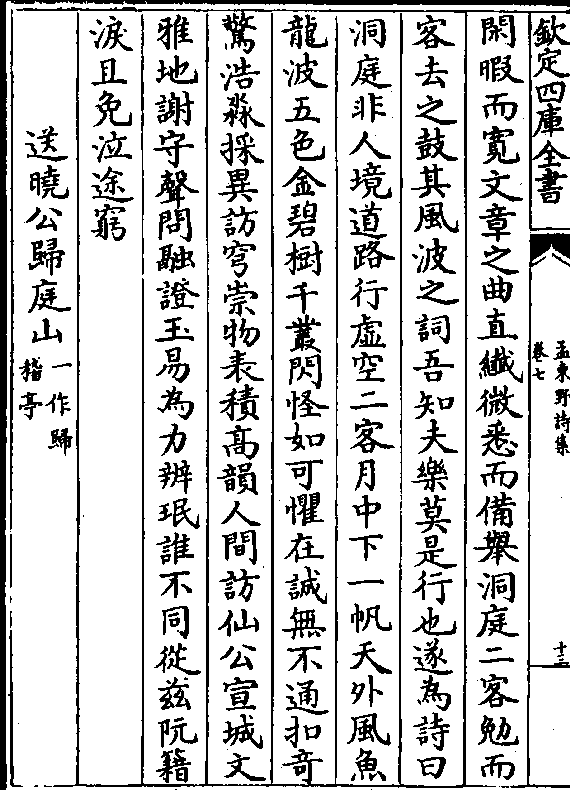 欽定四庫全書
孟東野詩集
卷七
十三
閑暇而寛文章之曲直纖微悉而備舉洞庭二客勉而
客去之鼓其風波之詞吾知夫樂莫是行也遂為詩曰
洞庭非人境道路行虛空二客月中下一帆天外風魚
龍波五色金碧樹千叢閃怪如可懼在誠無不通扣奇
驚浩淼採異訪穹崇物表積高韻人間訪仙公宣城文
雅地謝守聲問融證玉易為力辨珉誰不同從兹阮籍
淚且免泣途窮
送曉公歸庭山一作歸
稽亭